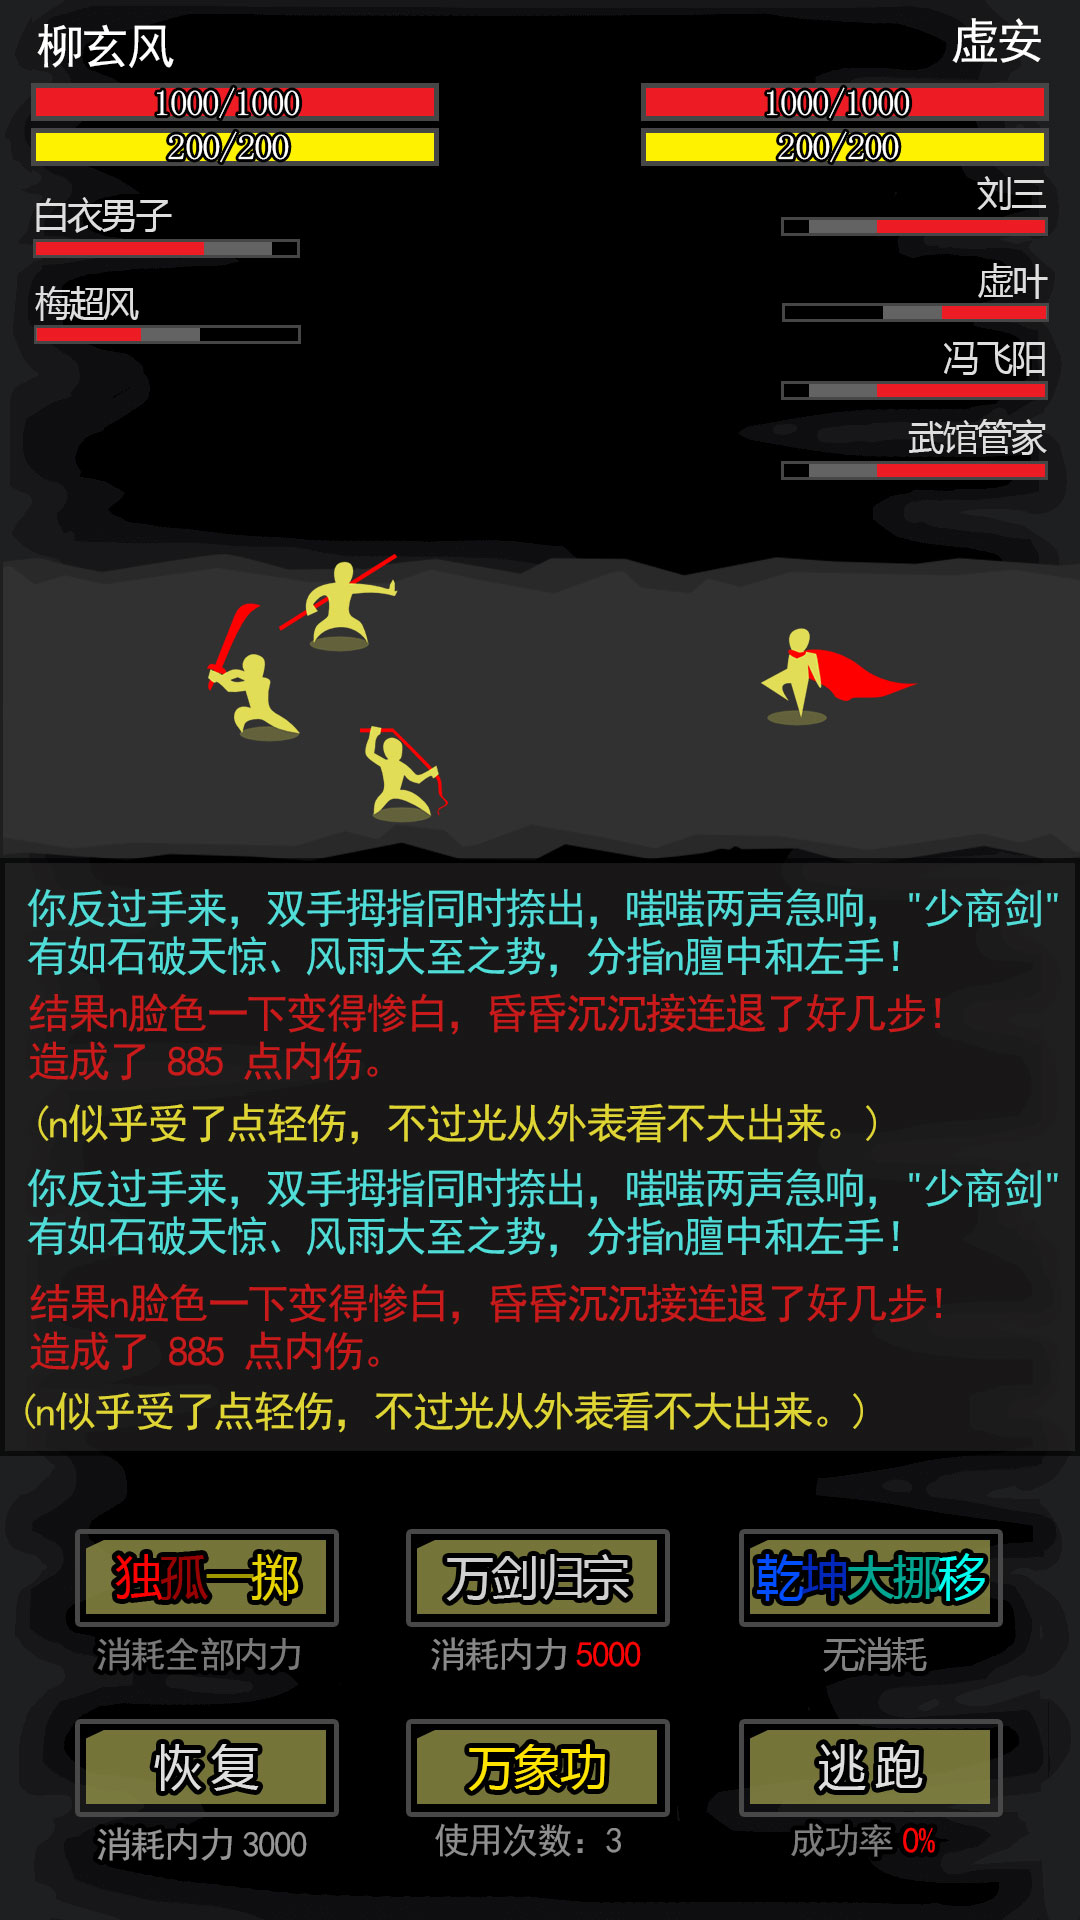 柳玄风
虚安
1000/1000
1000/1000
200/200
200/200
白衣男子
刘三
梅超风
虚叶
冯飞阳
武馆管家
你反过手来，双手拇指同时捺出，嗤嗤两声急响，"少商剑"
有如石破天惊、风雨大至之势，分指n膻中和左手！
结果n脸色一下变得惨白，昏昏沉沉接连退了好几步！
造成了 885 点内伤。
（n似乎受了点轻伤，不过光从外表看不大出来。）
你反过手来，双手拇指同时捺出，嗤嗤两声急响，"少商剑"
有如石破天惊、风雨大至之势，分指n膻中和左手！
结果n脸色一下变得惨白，昏昏沉沉接连退了好几步！
造成了 885 点内伤。
（n似乎受了点轻伤，不过光从外表看不大出来。）
独孤一掷
万剑归宗
乾坤大挪移
消耗全部内力
消耗内力 5000
无消耗
恢复
万象功
逃跑
消耗内力 3000
使用次数：3
成功率 0%